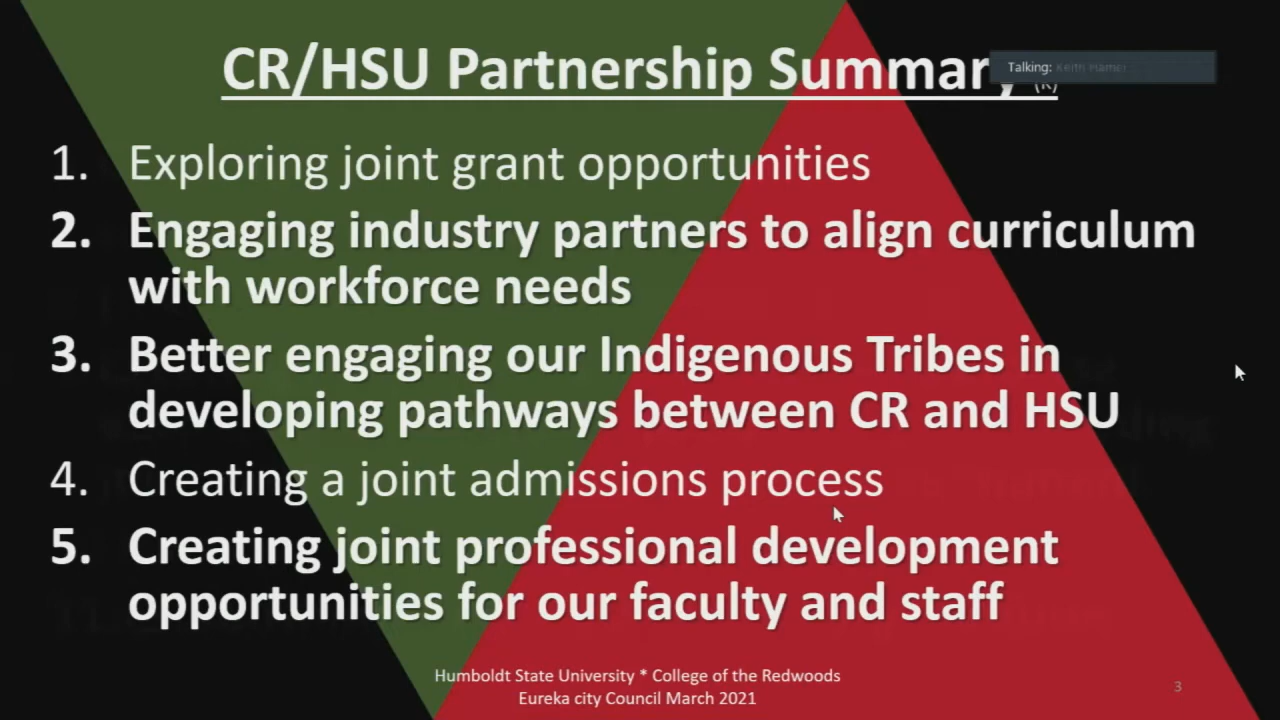 CR/HSU Partnership Summary (K)
Talking:
1. Exploring joint grant opportunities
2. Engaging industry partners to align curriculum
with workforce needs
3. Better engaging our Indigenous Tribes in
developing pathways between CR and HSU
4. Creating a joint admissions process
5. Creating joint professional development
opportunities for our faculty and staff
Humboldt State University * College of the Redwoods
Eureka city Council March 2021
3